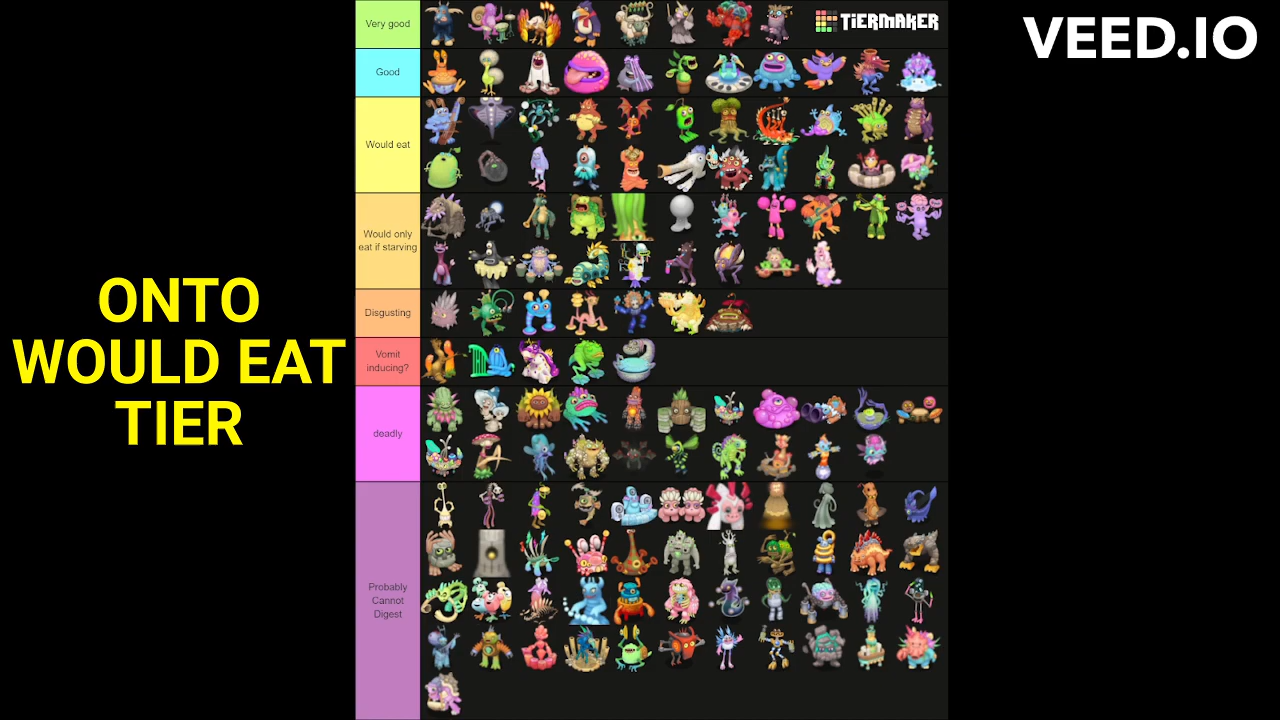 ONTO
WOULD EAT
TIER
Very good
Good
Would eat
Would only
eat if starving
Disgusting
Vomit
inducing?
deadly
Probably
Cannot
Digest
TIERMAKER
VEED.IO